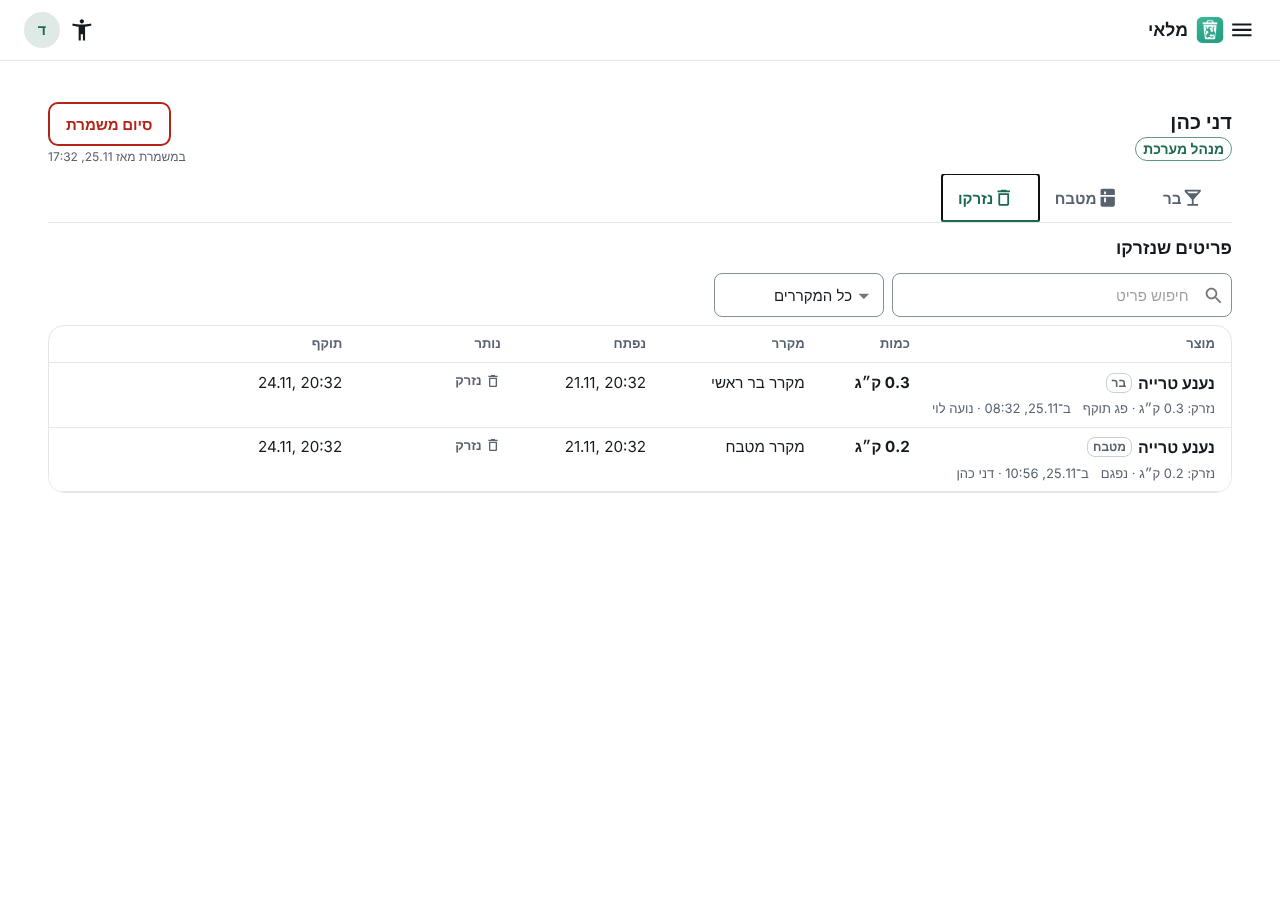 מלאי
ד
דני כהן
מנהל מערכת
סיום משמרת
במשמרת מאז 25.11, 17:32
בר
מטבח
נזרקו
פריטים שנזרקו
חיפוש פריט
כל המקררים
מוצר כמות מקרר נפתח נותר תוקף
נענע טרייה בר 0.3 ק״ג מקרר בר ראשי 21.11, 20:32 נזרק 24.11, 20:32
נזרק: 0.3 ק״ג · פג תוקף ב־25.11, 08:32 · נועה לוי
נענע טרייה מטבח 0.2 ק״ג מקרר מטבח 21.11, 20:32 נזרק 24.11, 20:32
נזרק: 0.2 ק״ג · נפגם ב־25.11, 10:56 · דני כהן